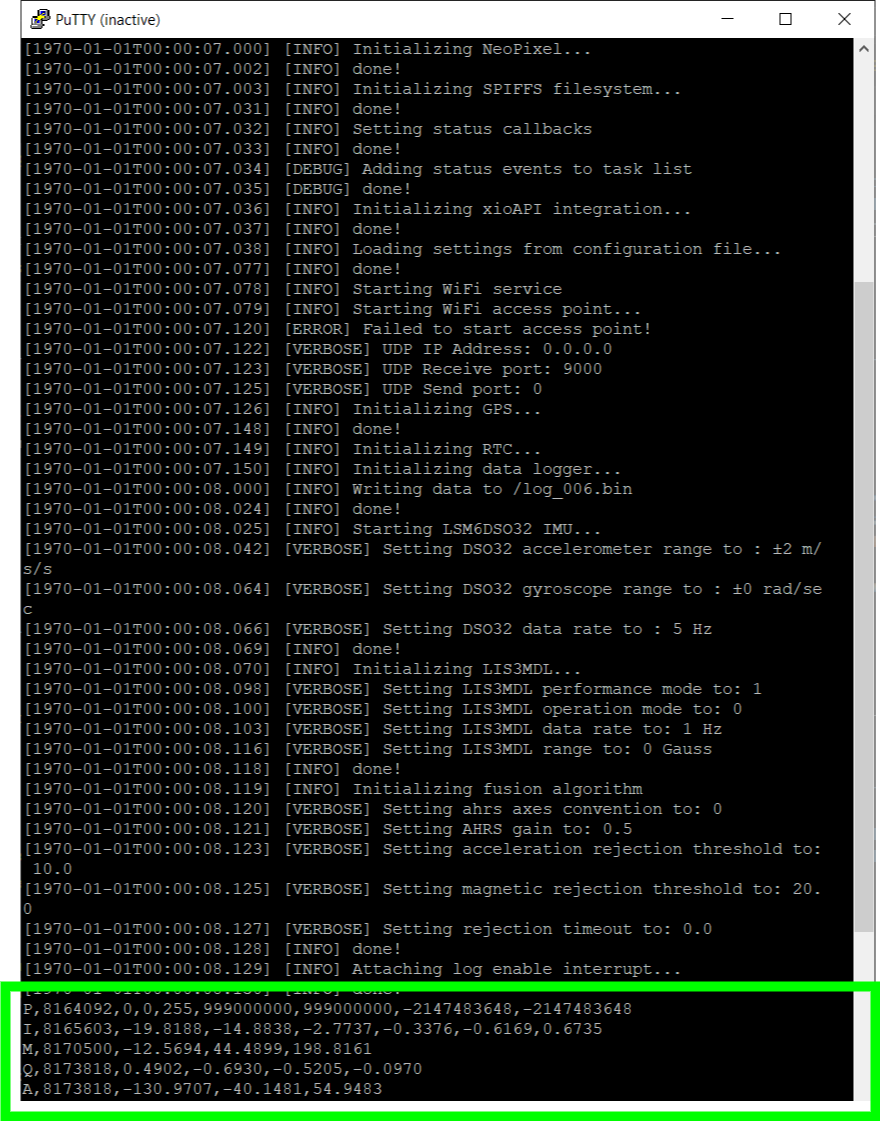 PuTTY (inactive)
[1970-01-01T00:00:07.000] [INFO] Initializing NeoPixel...
[1970-01-01T00:00:07.002] [INFO] done!
[1970-01-01T00:00:07.003] [INFO] Initializing SPIFFS filesystem...
[1970-01-01T00:00:07.031] [INFO] done!
[1970-01-01T00:00:07.032] [INFO] Setting status callbacks
[1970-01-01T00:00:07.033] [INFO] done!
[1970-01-01T00:00:07.034] [DEBUG] Adding status events to task list
[1970-01-01T00:00:07.035] [DEBUG] done!
[1970-01-01T00:00:07.036] [INFO] Initializing xioAPI integration...
[1970-01-01T00:00:07.037] [INFO] done!
[1970-01-01T00:00:07.038] [INFO] Loading settings from configuration file...
[1970-01-01T00:00:07.077] [INFO] done!
[1970-01-01T00:00:07.078] [INFO] Starting WiFi service
[1970-01-01T00:00:07.079] [INFO] Starting WiFi access point...
[1970-01-01T00:00:07.120] [ERROR] Failed to start access point!
[1970-01-01T00:00:07.122] [VERBOSE] UDP IP Address: 0.0.0.0
[1970-01-01T00:00:07.123] [VERBOSE] UDP Receive port: 9000
[1970-01-01T00:00:07.125] [VERBOSE] UDP Send port: 0
[1970-01-01T00:00:07.126] [INFO] Initializing GPS...
[1970-01-01T00:00:07.148] [INFO] done!
[1970-01-01T00:00:07.149] [INFO] Initializing RTC...
[1970-01-01T00:00:07.150] [INFO] Initializing data logger...
[1970-01-01T00:00:08.000] [INFO] Writing data to /log_006.bin
[1970-01-01T00:00:08.024] [INFO] done!
[1970-01-01T00:00:08.025] [INFO] Starting LSM6DSO32 IMU...
[1970-01-01T00:00:08.042] [VERBOSE] Setting DSO32 accelerometer range to : ±2 m/
s/s
[1970-01-01T00:00:08.064] [VERBOSE] Setting DSO32 gyroscope range to : ±0 rad/se
c
[1970-01-01T00:00:08.066] [VERBOSE] Setting DSO32 data rate to : 5 Hz
[1970-01-01T00:00:08.069] [INFO] done!
[1970-01-01T00:00:08.070] [INFO] Initializing LIS3MDL...
[1970-01-01T00:00:08.098] [VERBOSE] Setting LIS3MDL performance mode to: 1
[1970-01-01T00:00:08.100] [VERBOSE] Setting LIS3MDL operation mode to: 0
[1970-01-01T00:00:08.103] [VERBOSE] Setting LIS3MDL data rate to: 1 Hz
[1970-01-01T00:00:08.116] [VERBOSE] Setting LIS3MDL range to: 0 Gauss
[1970-01-01T00:00:08.118] [INFO] done!
[1970-01-01T00:00:08.119] [INFO] Initializing fusion algorithm
[1970-01-01T00:00:08.120] [VERBOSE] Setting ahrs axes convention to: 0
[1970-01-01T00:00:08.121] [VERBOSE] Setting AHRS gain to: 0.5
[1970-01-01T00:00:08.123] [VERBOSE] Setting acceleration rejection threshold to:
10.0
[1970-01-01T00:00:08.125] [VERBOSE] Setting magnetic rejection threshold to: 20.
0
[1970-01-01T00:00:08.127] [VERBOSE] Setting rejection timeout to: 0.0
[1970-01-01T00:00:08.128] [INFO] done!
[1970-01-01T00:00:08.129] [INFO] Attaching log enable interrupt...
[INFO] done!
P,8164092,0,0,255,999000000,999000000,-2147483648,-2147483648
I,8165603,-19.8188,-14.8838,-2.7737,-0.3376,-0.6169,0.6735
M,8170500,-12.5694,44.4899,198.8161
Q,8173818,0.4902,-0.6930,-0.5205,-0.0970
A,8173818,-130.9707,-40.1481,54.9483